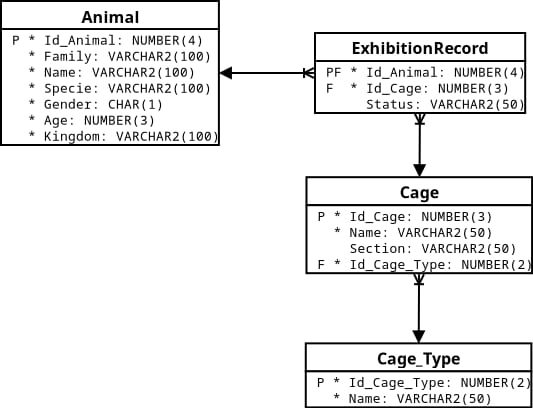 Animal
P * Id_Animal: NUMBER(4)
* Family: VARCHAR2(100)
* Name: VARCHAR2(100)
* Specie: VARCHAR2(100)
* Gender: CHAR(1)
* Age: NUMBER(3)
* Kingdom: VARCHAR2(100)
ExhibitionRecord
PF * Id_Animal: NUMBER(4)
F * Id_Cage: NUMBER(3)
Status: VARCHAR2(50)
Cage
P * Id_Cage: NUMBER(3)
* Name: VARCHAR2(50)
Section: VARCHAR2(50)
F * Id_Cage_Type: NUMBER(2)
Cage_Type
P * Id_Cage_Type: NUMBER(2)
* Name: VARCHAR2(50)